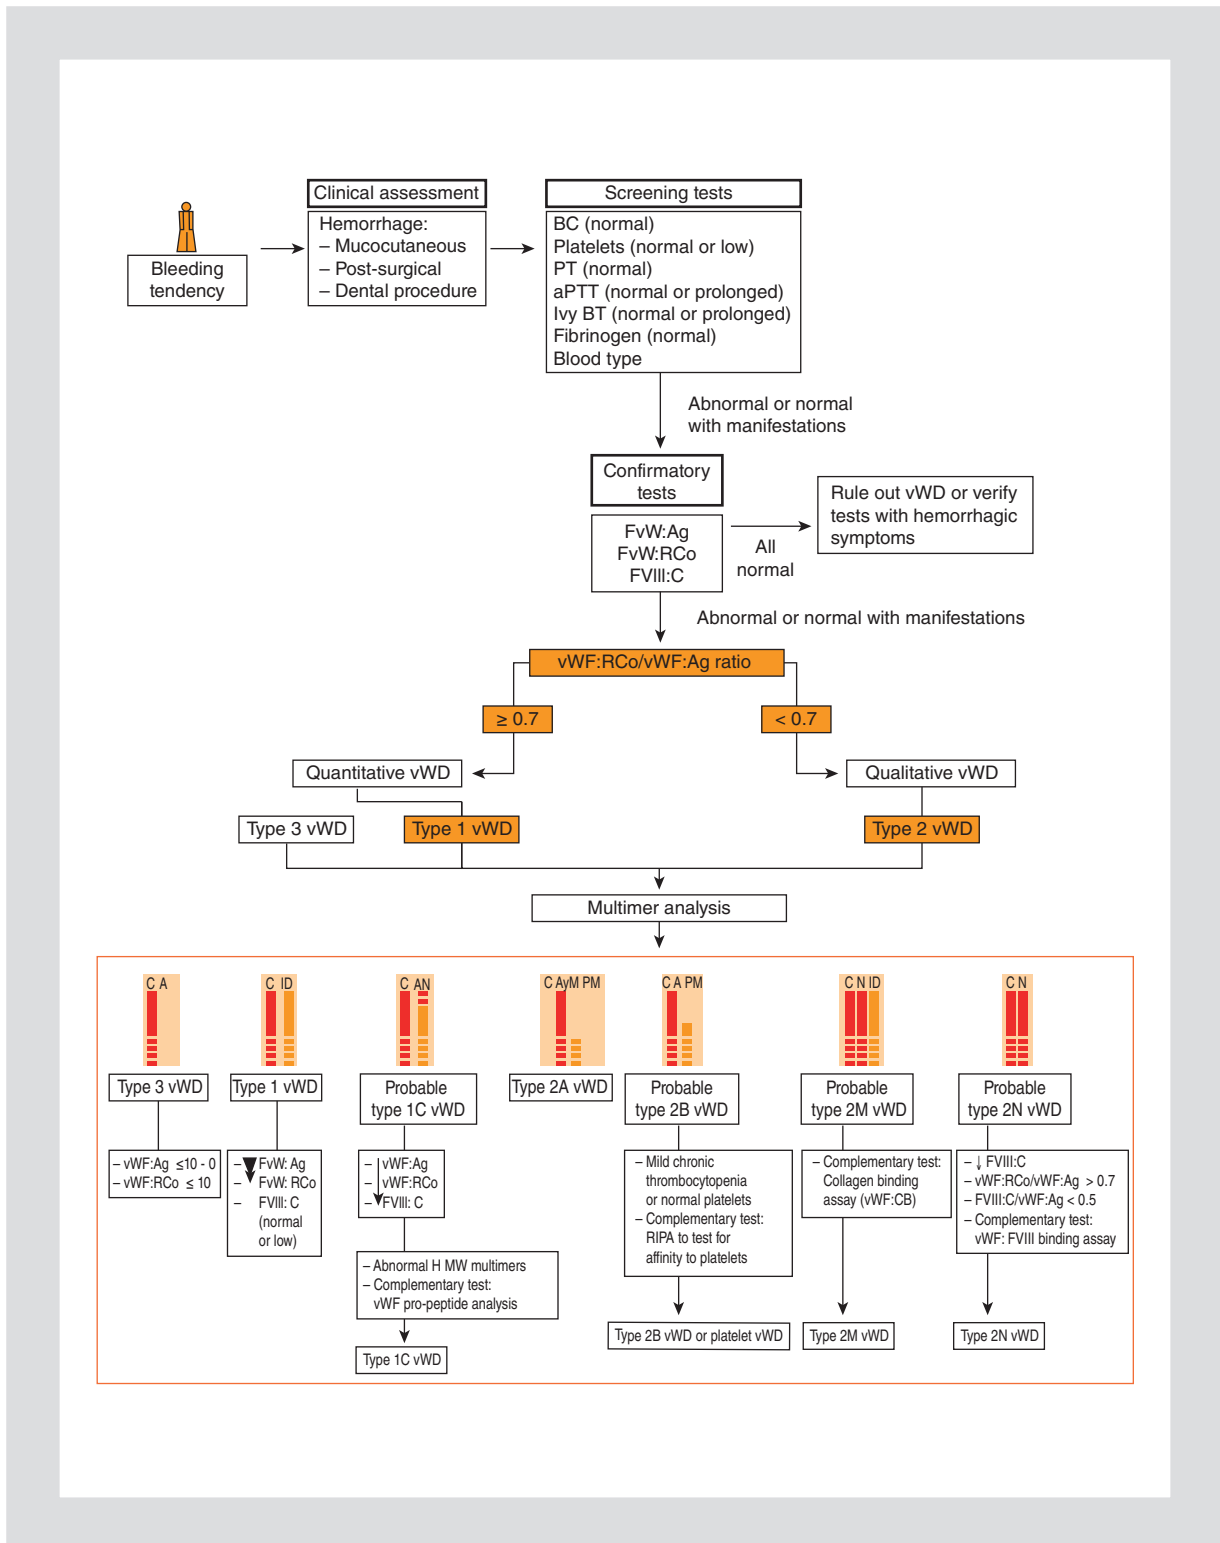 Clinical assessment
Screening tests
Bleeding
tendency
Hemorrhage:
– Mucocutaneous
– Post-surgical
– Dental procedure
BC (normal)
Platelets (normal or low)
PT (normal)
aPTT (normal or prolonged)
Ivy BT (normal or prolonged)
Fibrinogen (normal)
Blood type
Abnormal or normal
with manifestations
Confirmatory
tests
FvW:Ag
FvW:RCo
FVIII:C
All
normal
Rule out vWD or verify
tests with hemorrhagic
symptoms
Abnormal or normal with manifestations
vWF:RCo/vWF:Ag ratio
≥ 0.7
< 0.7
Quantitative vWD
Qualitative vWD
Type 3 vWD
Type 1 vWD
Type 2 vWD
Multimer analysis
C A
C ID
C AN
C AyM PM
C A PM
C N ID
C N
Type 3 vWD
Type 1 vWD
Probable
type 1C vWD
Type 2A vWD
Probable
type 2B vWD
Probable
type 2M vWD
Probable
type 2N vWD
– vWF:Ag ≤10 - 0
– vWF:RCo ≤ 10
– FvW: Ag
– FvW: RCo
– FVIII: C
(normal
or low)
– vWF:Ag
– vWF:RCo
– FVIII: C
– Abnormal H MW multimers
– Complementary test:
vWF pro-peptide analysis
Type 1C vWD
– Mild chronic
thrombocytopenia
or normal platelets
– Complementary test:
RIPA to test for
affinity to platelets
Type 2B vWD or platelet vWD
– Complementary test:
Collagen binding
assay (vWF:CB)
Type 2M vWD
– ↓ FVIII:C
– vWF:RCo/vWF:Ag > 0.7
– FVIII:C/vWF:Ag < 0.5
– Complementary test:
vWF: FVIII binding assay
Type 2N vWD